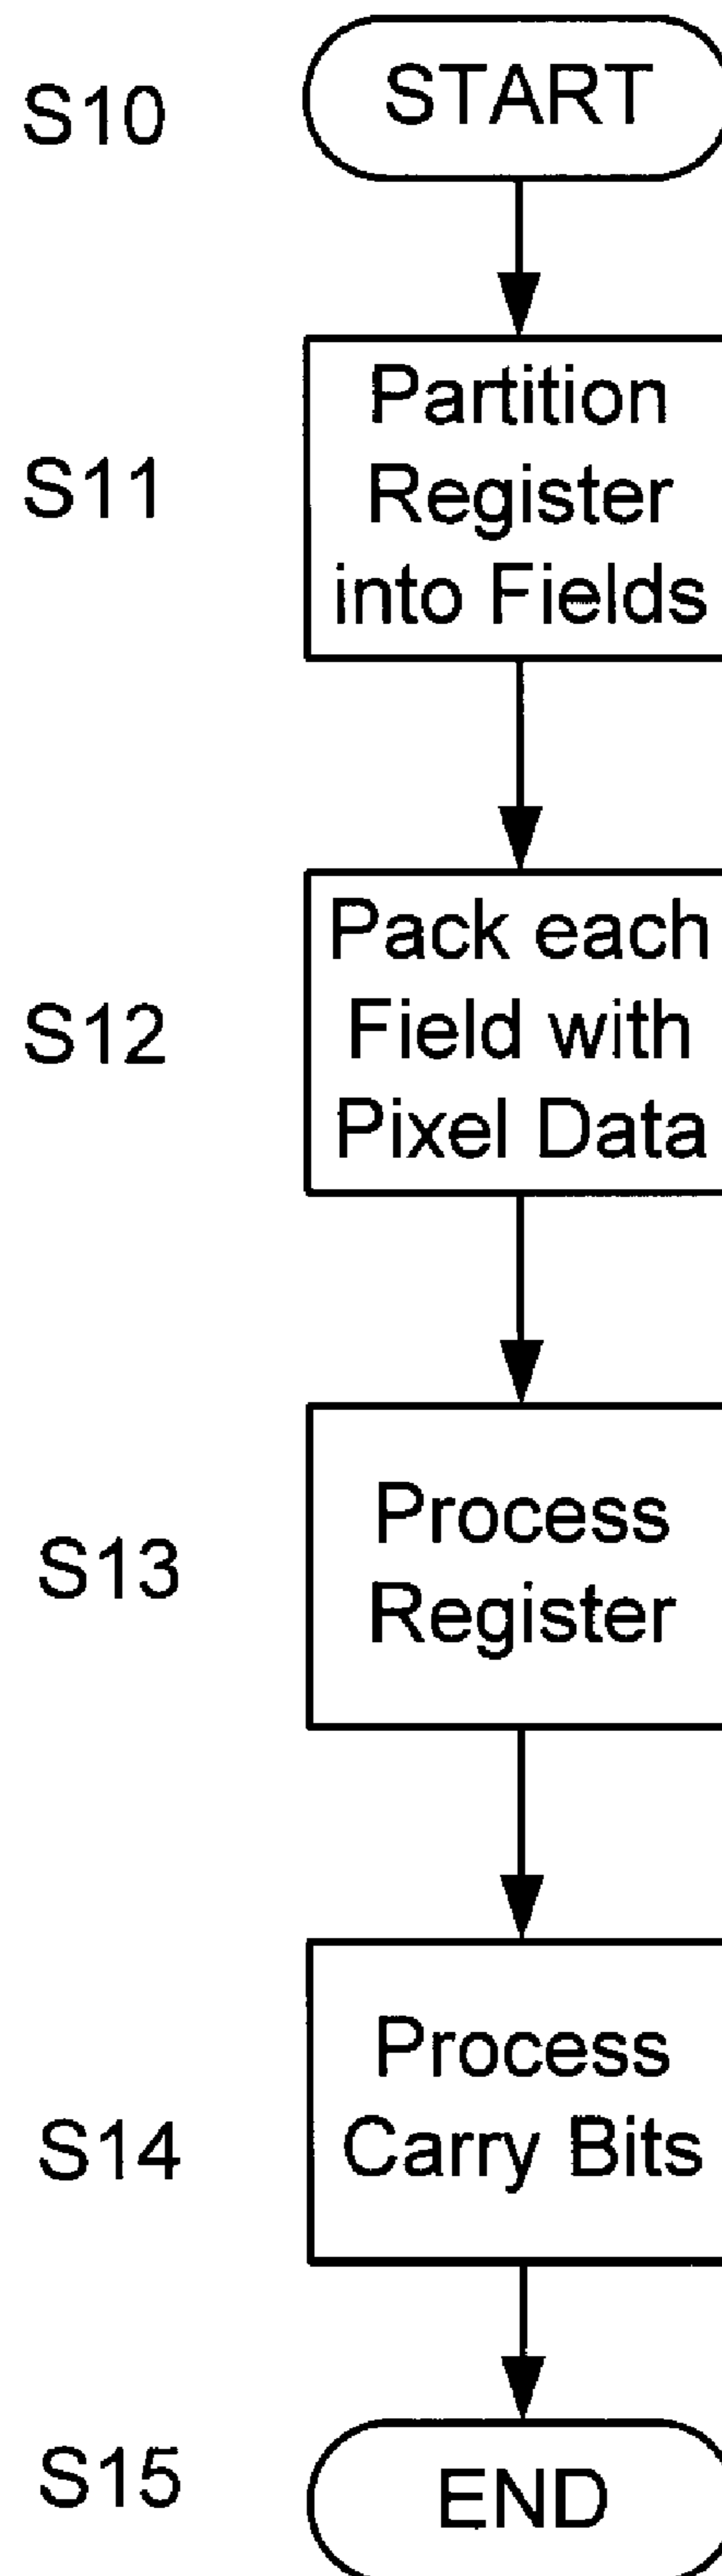 S10
START
S11
Partition
Register
into Fields
S12
Pack each
Field with
Pixel Data
S13
Process
Register
S14
Process
Carry Bits
S15
END